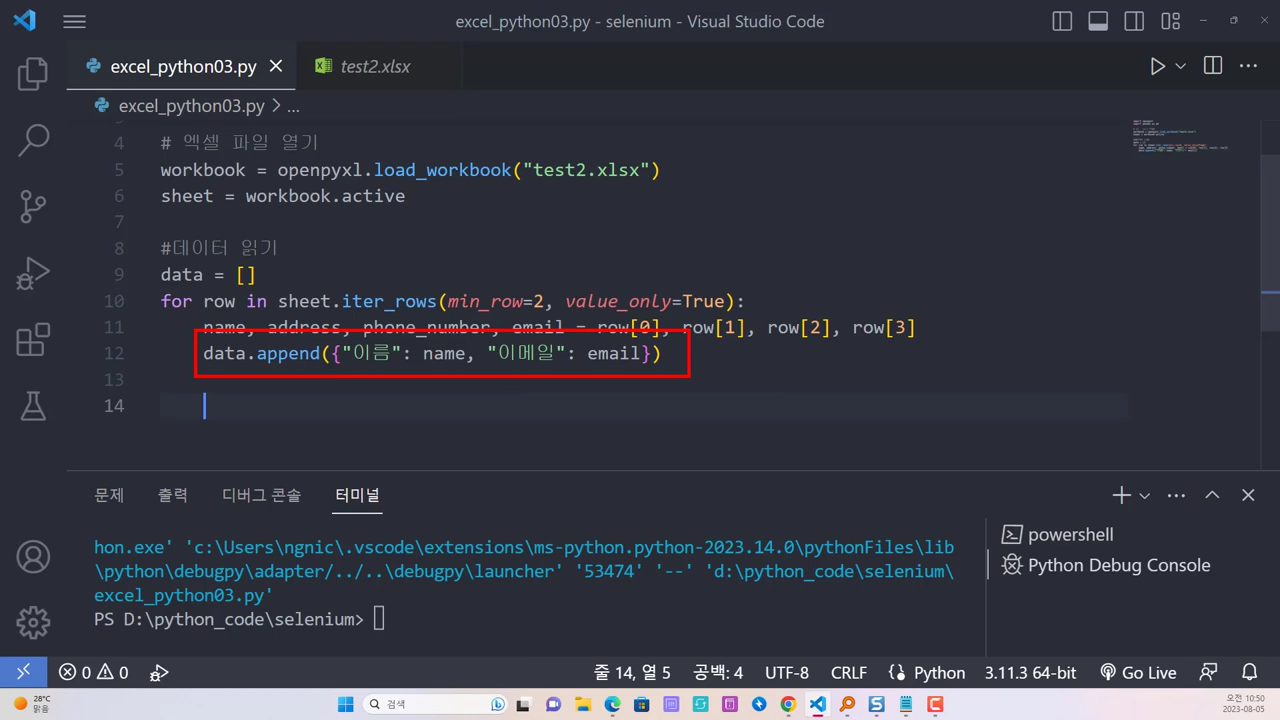 excel_python03.py - selenium - Visual Studio Code
excel_python03.py
test2.xlsx
excel_python03.py > ...
4 # 엑셀 파일 열기
5 workbook = openpyxl.load_workbook("test2.xlsx")
6 sheet = workbook.active
7
8 #데이터 읽기
9 data = []
10 for row in sheet.iter_rows(min_row=2, value_only=True):
11 name, address, phone_number, email = row[0], row[1], row[2], row[3]
12 data.append({"이름": name, "이메일": email})
13
14
문제 출력 디버그 콘솔 터미널
hon.exe' 'c:\Users\ngnic\.vscode\extensions\ms-python.python-2023.14.0\pythonFiles\lib
\python\debugpy\adapter/../..\debugpy\launcher' '53474' '--' 'd:\python_code\selenium\
excel_python03.py'
PS D:\python_code\selenium>
powershell
Python Debug Console
0 0 줄 14, 열 5 공백: 4 UTF-8 CRLF Python 3.11.3 64-bit Go Live
28°C
맑음
검색
오전 10:50
2023-08-05